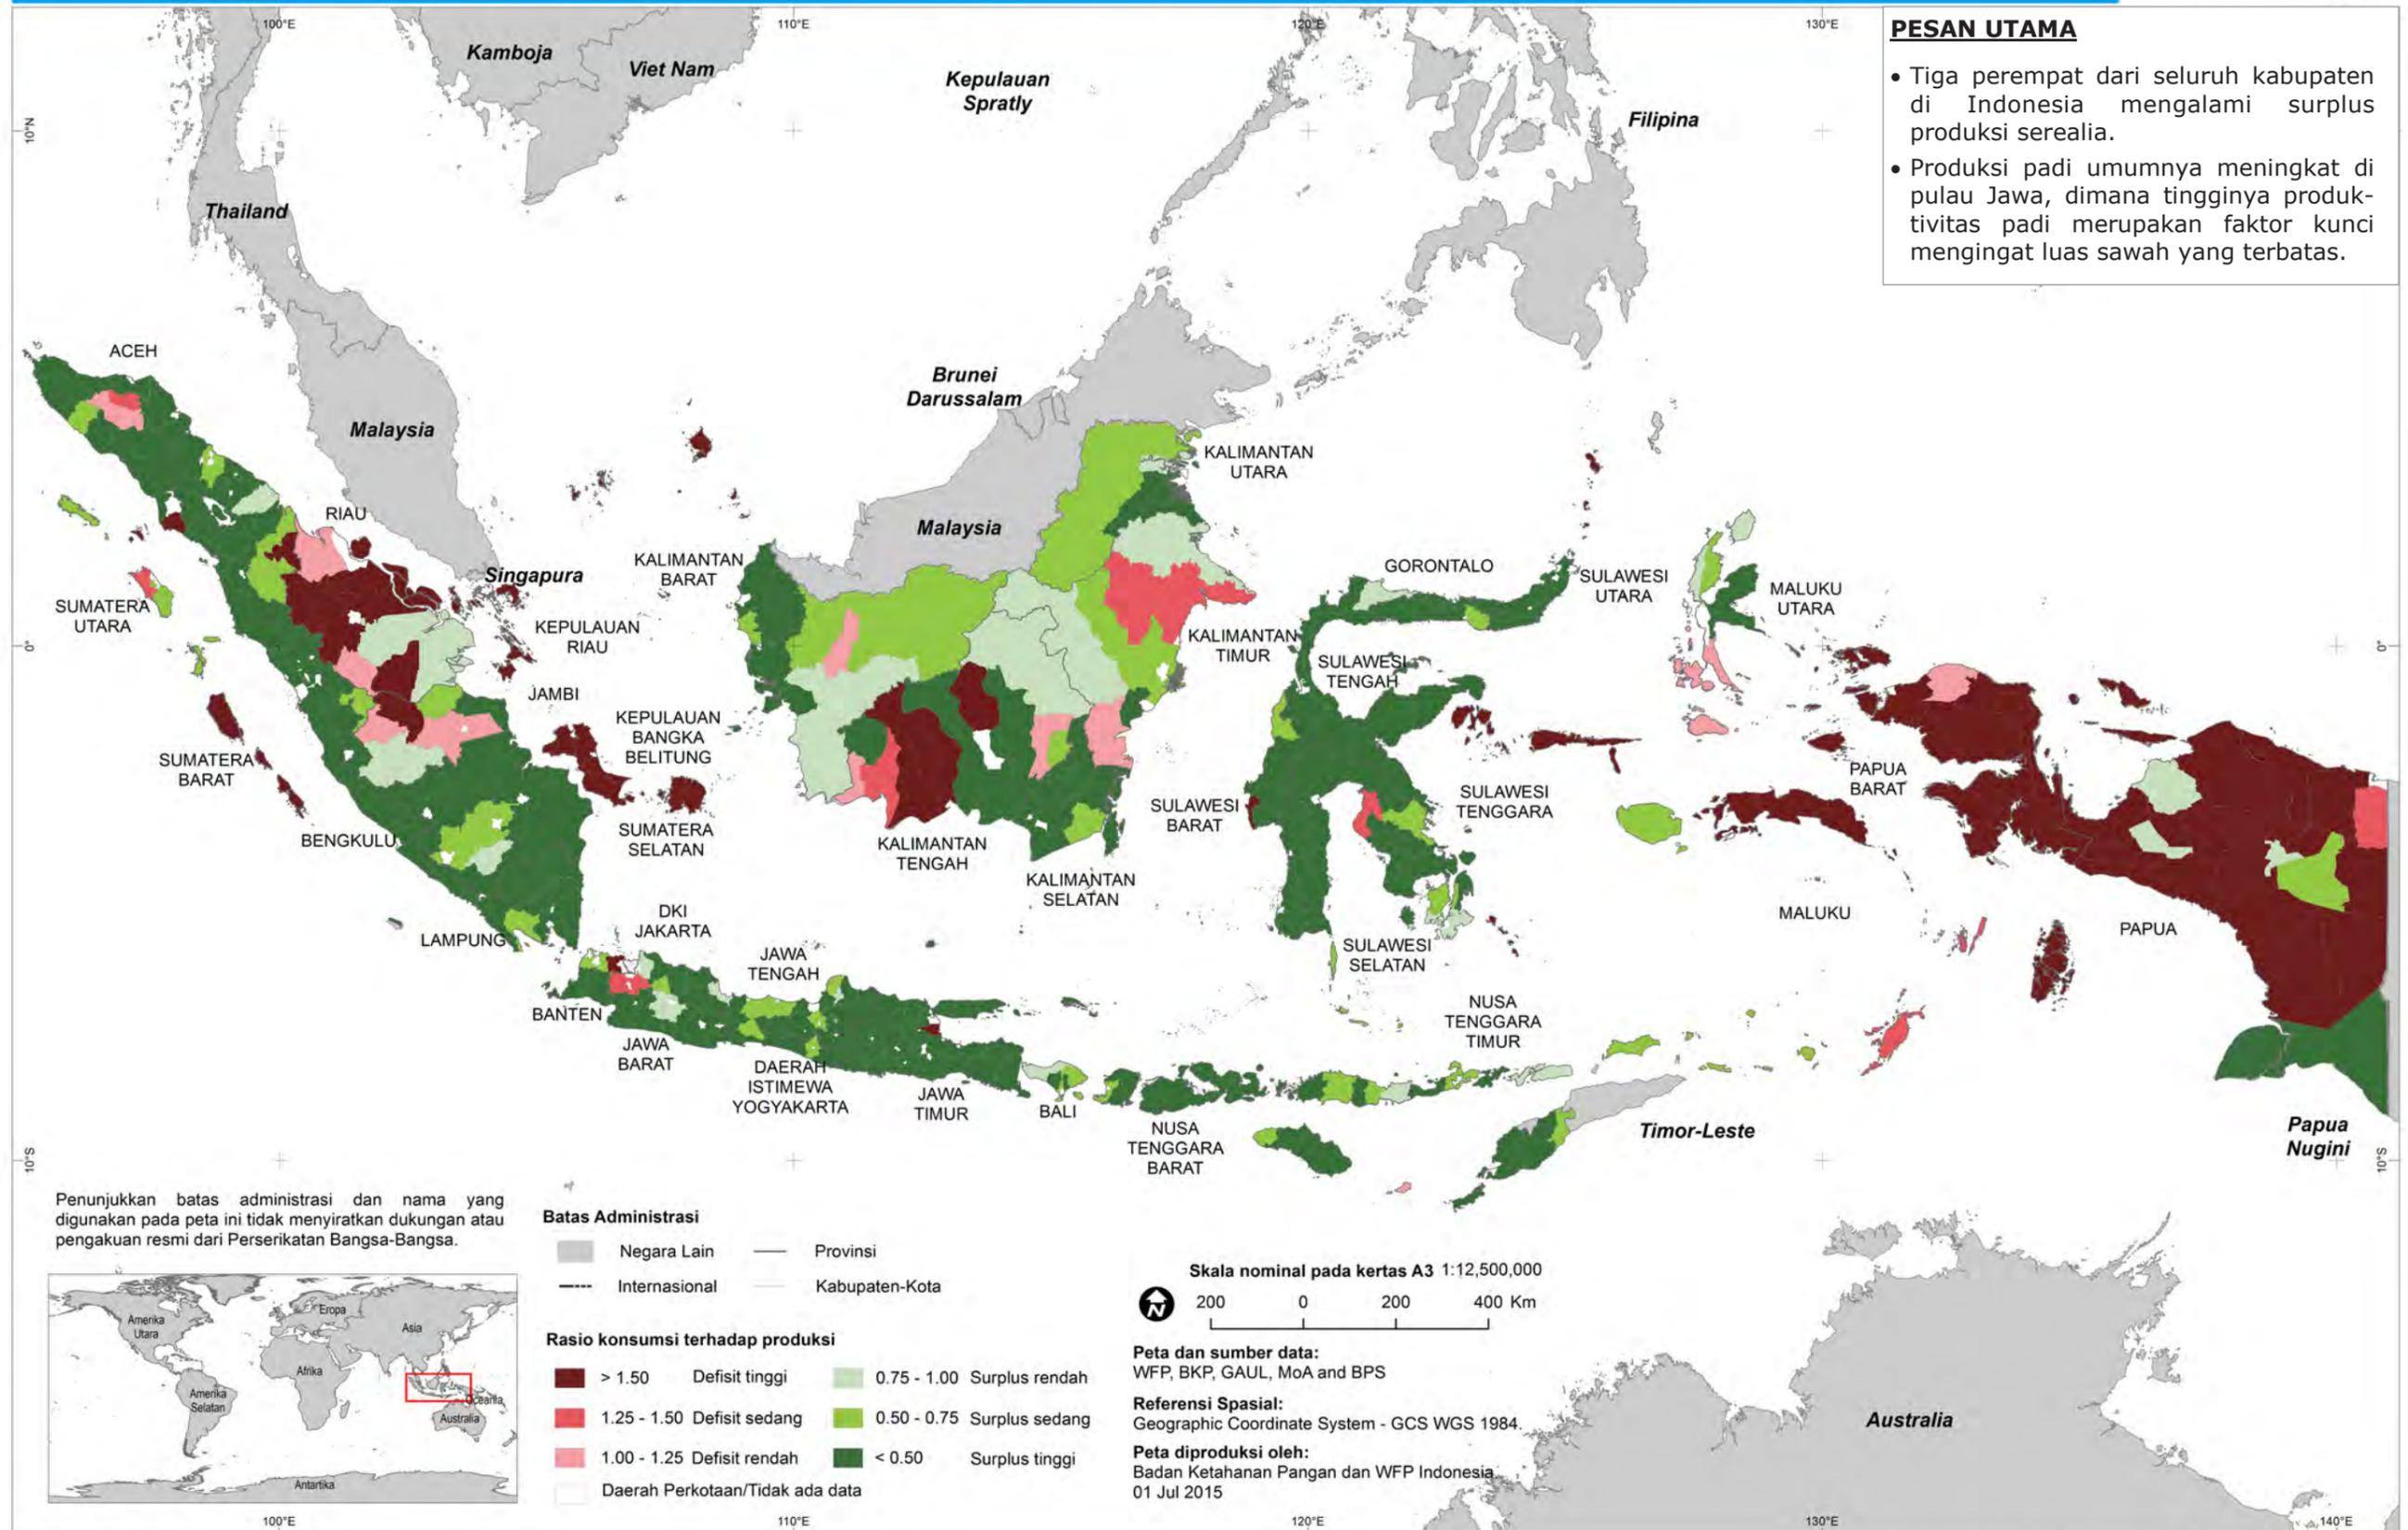 100°E
110°E
120°E
130°E
PESAN UTAMA
• Tiga perempat dari seluruh kabupaten
di Indonesia mengalami surplus
produksi serealia.
• Produksi padi umumnya meningkat di
pulau Jawa, dimana tingginya produk-
tivitas padi merupakan faktor kunci
mengingat luas sawah yang terbatas.
Kamboja
Viet Nam
Kepulauan
Spratly
Filipina
10°N
Thailand
ACEH
Malaysia
Brunei
Darussalam
KALIMANTAN
UTARA
RIAU
Malaysia
KALIMANTAN
BARAT
Singapura
GORONTALO
SULAWESI
UTARA
MALUKU
UTARA
SUMATERA
UTARA
KEPULAUAN
RIAU
KALIMANTAN
TIMUR
0°
0°
SULAWESI
TENGAH
JAMBI
KEPULAUAN
BANGKA
BELITUNG
SUMATERA
BARAT
PAPUA
BARAT
SULAWESI
BARAT
SULAWESI
TENGGARA
BENGKULU
SUMATERA
SELATAN
KALIMANTAN
TENGAH
KALIMANTAN
SELATAN
MALUKU
PAPUA
DKI
JAKARTA
LAMPUNG
JAWA
TENGAH
SULAWESI
SELATAN
BANTEN
NUSA
TENGGARA
TIMUR
JAWA
BARAT
DAERAH
ISTIMEWA
YOGYAKARTA
JAWA
TIMUR
BALI
NUSA
TENGGARA
BARAT
Timor-Leste
Papua
Nugini
10°S
10°S
Penunjukkan batas administrasi dan nama yang
digunakan pada peta ini tidak menyiratkan dukungan atau
pengakuan resmi dari Perserikatan Bangsa-Bangsa.
Batas Administrasi
Negara Lain
Provinsi
Internasional
Kabupaten-Kota
Rasio konsumsi terhadap produksi
> 1.50 Defisit tinggi
0.75 - 1.00 Surplus rendah
1.25 - 1.50 Defisit sedang
0.50 - 0.75 Surplus sedang
1.00 - 1.25 Defisit rendah
< 0.50 Surplus tinggi
Daerah Perkotaan/Tidak ada data
Skala nominal pada kertas A3 1:12,500,000
N
200 0 200 400 Km
Peta dan sumber data:
WFP, BKP, GAUL, MoA and BPS
Referensi Spasial:
Geographic Coordinate System - GCS WGS 1984.
Peta diproduksi oleh:
Badan Ketahanan Pangan dan WFP Indonesia
01 Jul 2015
Australia
Amerika
Utara
Eropa
Asia
Afrika
Amerika
Selatan
Oceania
Australia
Antartika
100°E
110°E
120°E
130°E
140°E